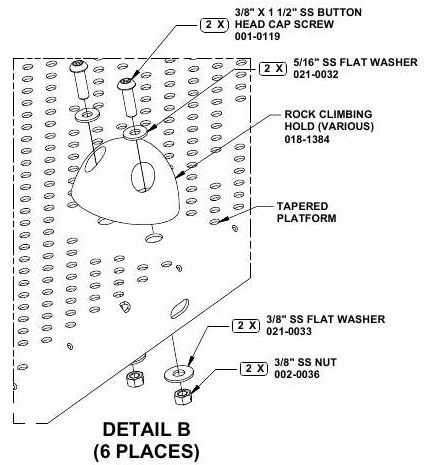 3/8" X 1 1/2" SS BUTTON
2 X HEAD CAP SCREW
001-0119
5/16" SS FLAT WASHER
2 X 021-0032
ROCK CLIMBING
HOLD (VARIOUS)
018-1384
TAPERED
PLATFORM
3/8" SS FLAT WASHER
2 X 021-0033
3/8" SS NUT
2 X 002-0036
DETAIL B
(6 PLACES)